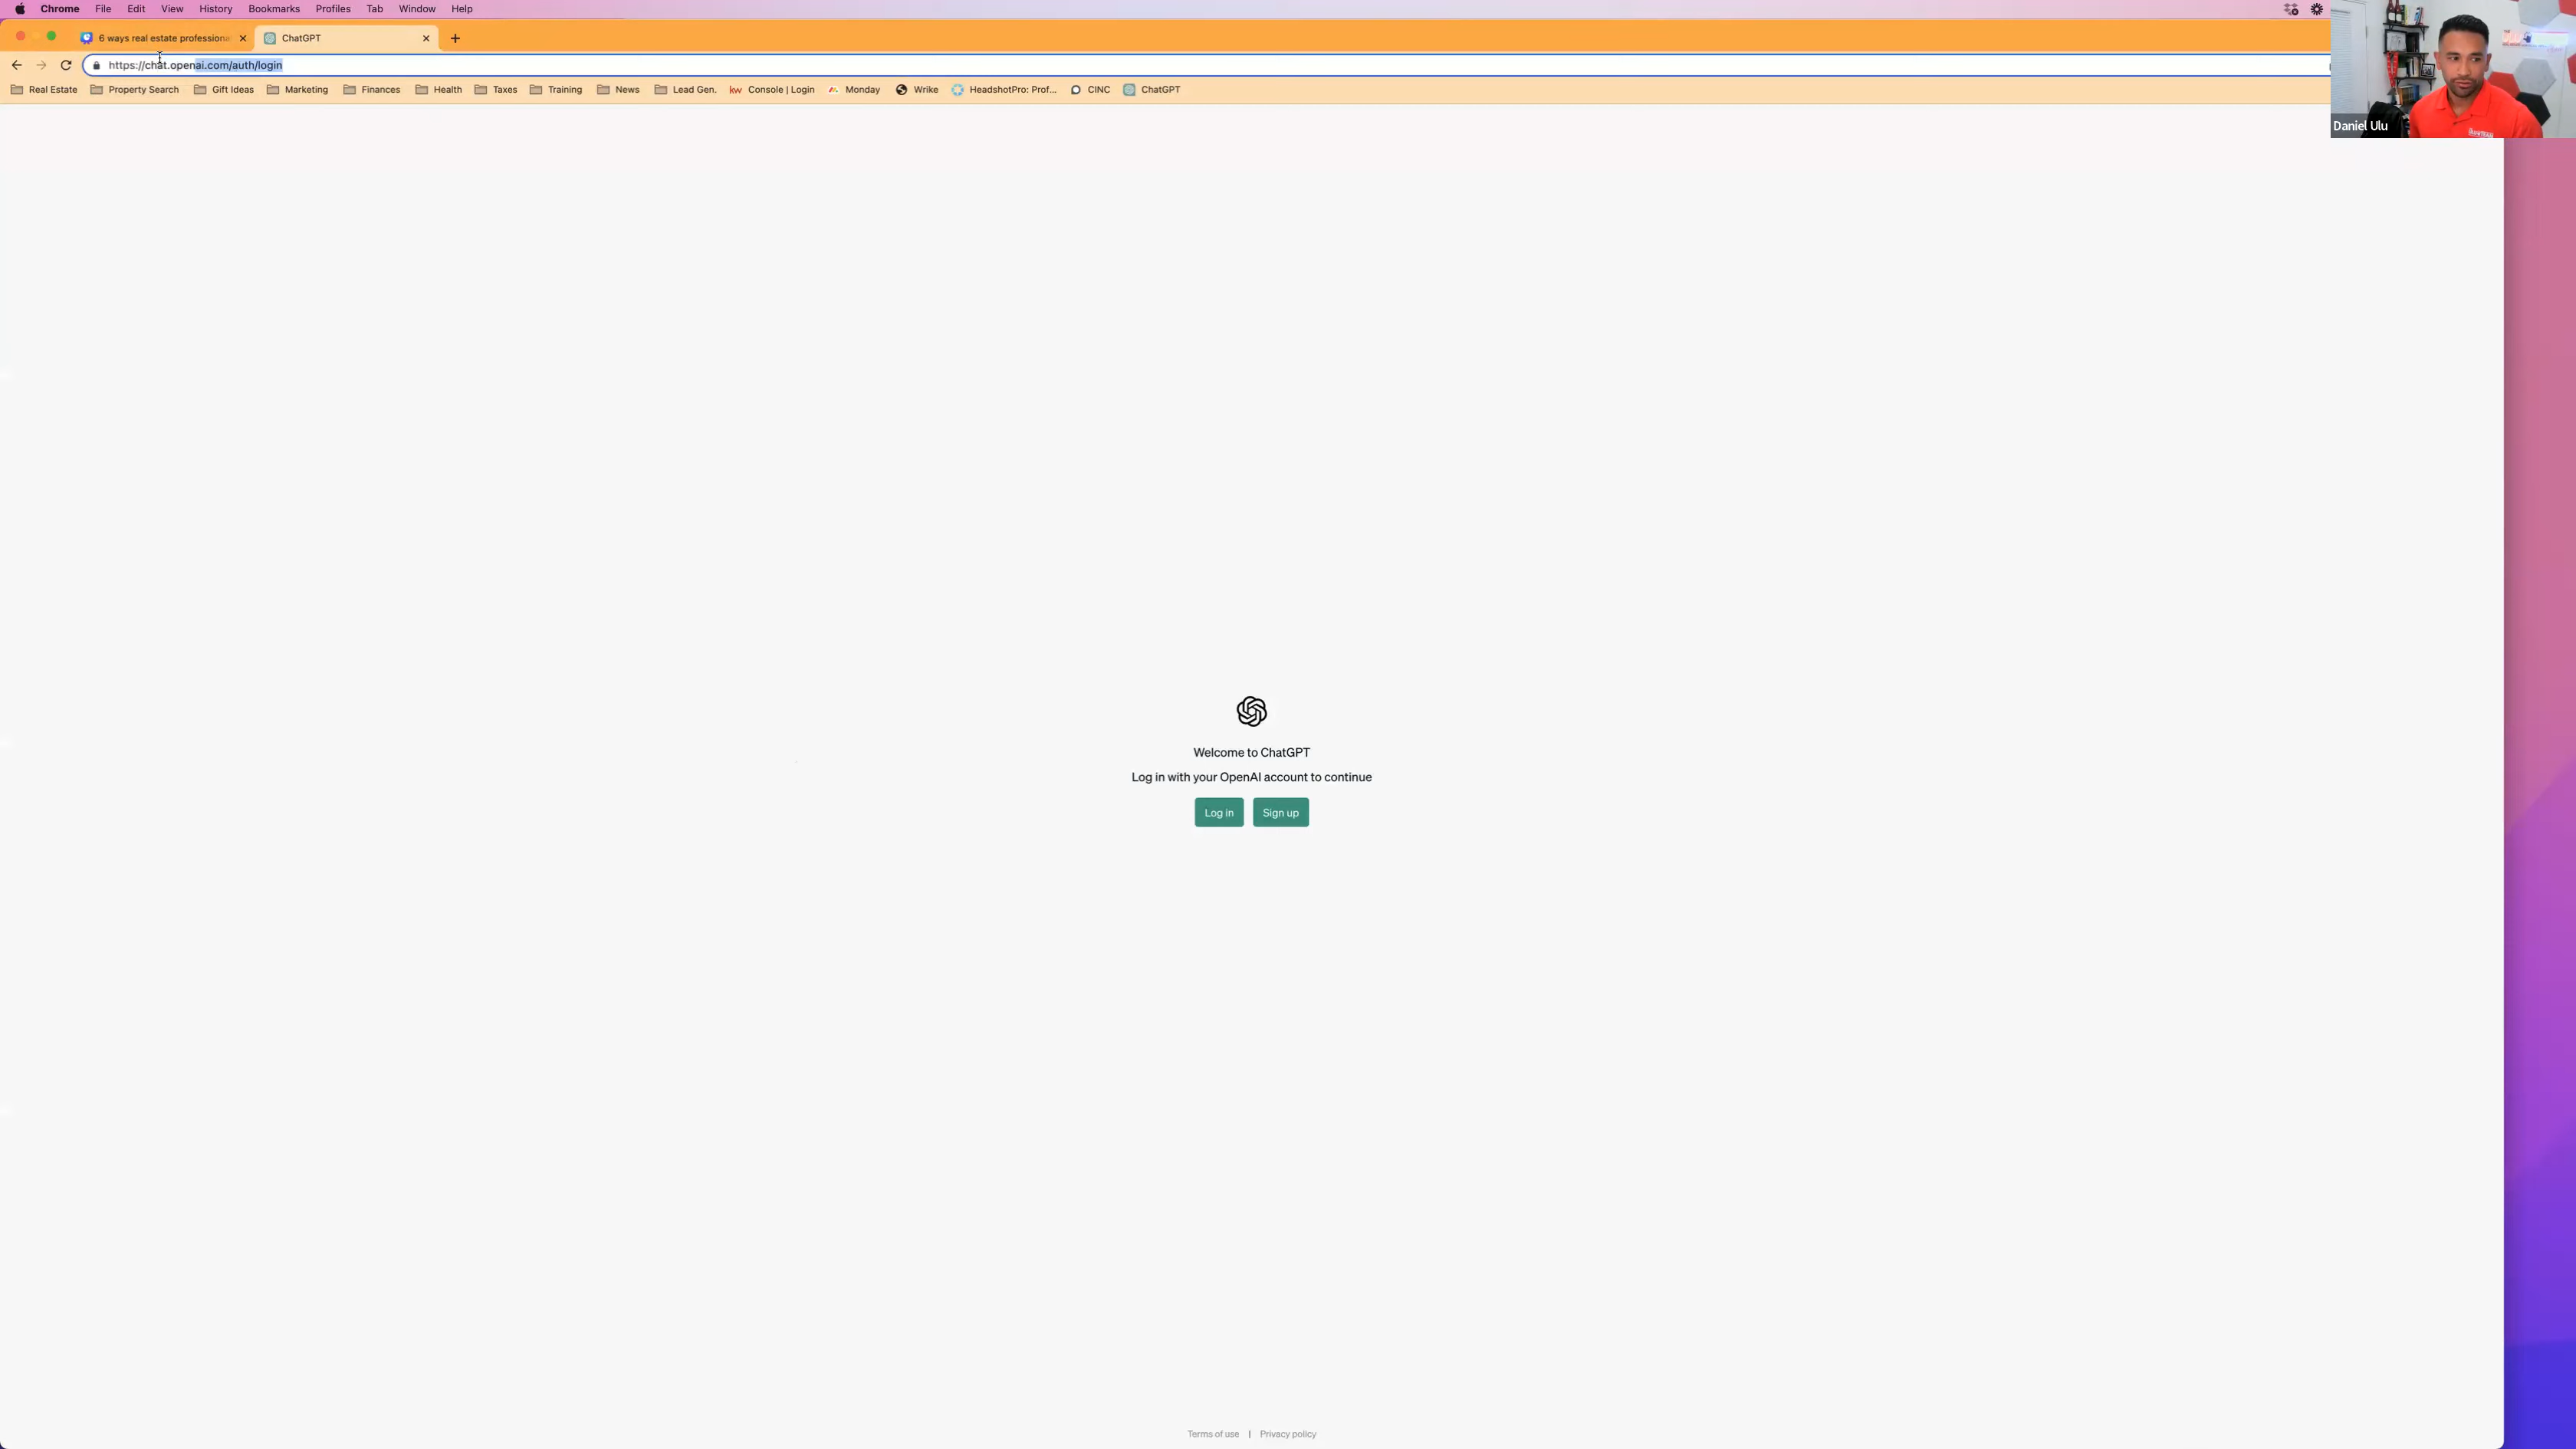 Chrome File Edit View History Bookmarks Profiles Tab Window Help
6 ways real estate professiona ChatGPT
https://chat.openai.com/auth/login
Real Estate Property Search Gift Ideas Marketing Finances Health Taxes Training News Lead Gen. kw Console | Login Monday Wrike HeadshotPro: Prof... CINC ChatGPT
Daniel Ulu
Welcome to ChatGPT
Log in with your OpenAI account to continue
Log in Sign up
Terms of use | Privacy policy